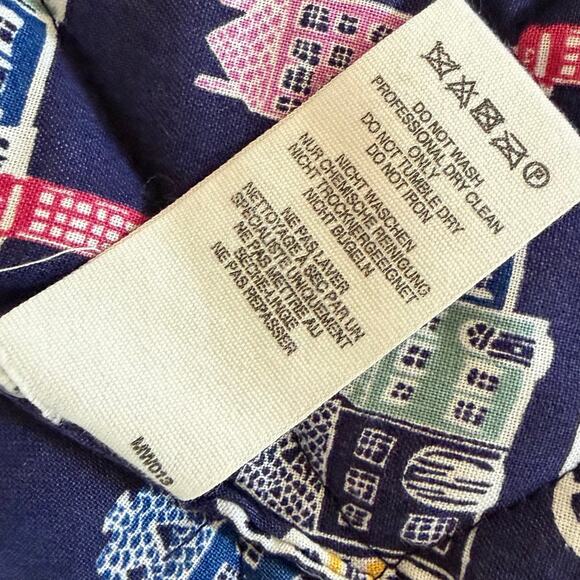 P
DO NOT WASH
PROFESSIONAL DRY CLEAN
ONLY
DO NOT TUMBLE DRY
DO NOT IRON
NICHT WASCHEN
NUR CHEMISCHE REINIGUNG
NICHT TROCKNERGEEIGNET
NICHT BÜGELN
NE PAS LAVER
NETTOYAGE A SEC PAR UN
SPECIALISTE UNIQUEMENT
NE PAS METTRE AU
SECHE-LINGE
NE PAS REPASSER